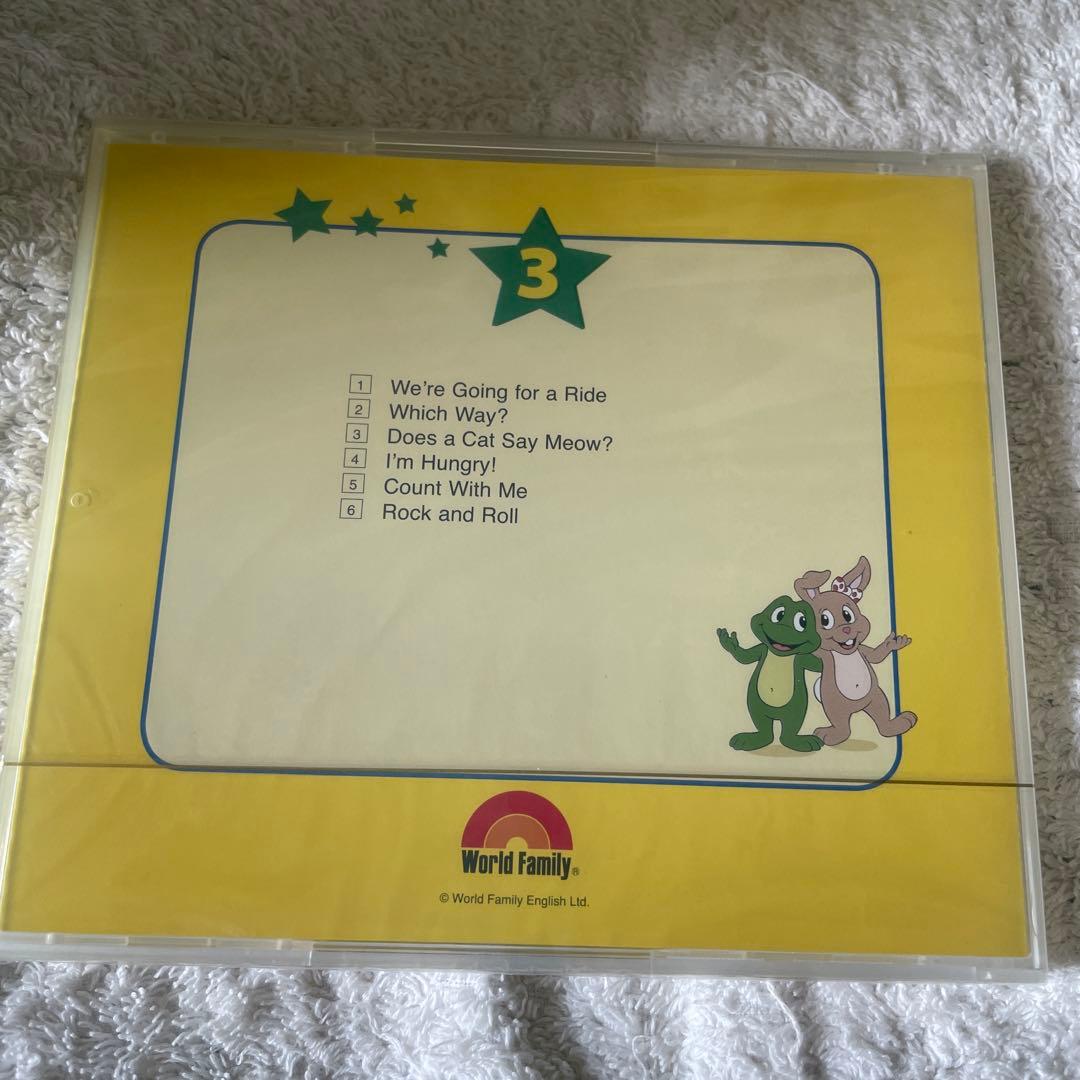 3
1 We're Going for a Ride
2 Which Way?
3 Does a Cat Say Meow?
4 I'm Hungry!
5 Count With Me
6 Rock and Roll
World Family®
© World Family English Ltd.